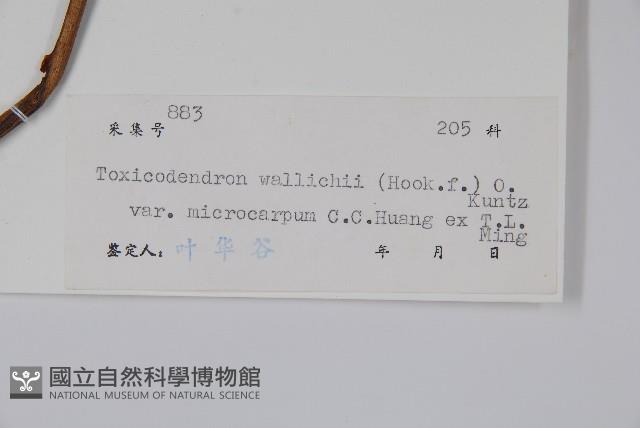 采集号 883 205 科
Toxicodendron wallichii (Hook.f.) O.
Kuntz
var. microcarpum C.C.Huang ex T.L.
Ming
鉴定人: 叶华谷 年 月 日
國立自然科學博物館
NATIONAL MUSEUM OF NATURAL SCIENCE